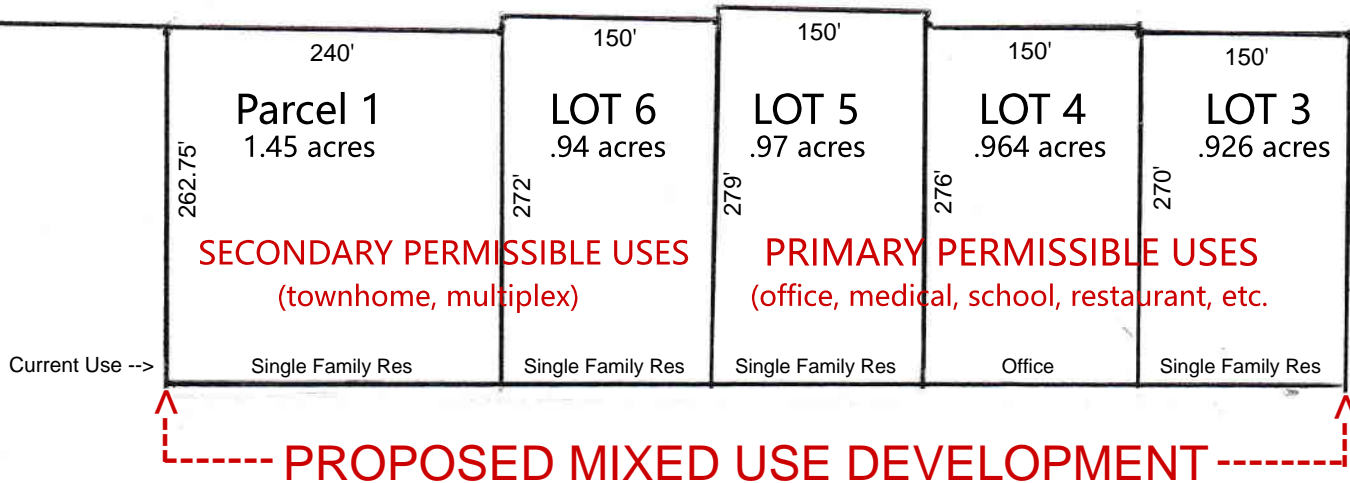 240'
150'
150'
150'
150'
Parcel 1
1.45 acres
LOT 6
.94 acres
LOT 5
.97 acres
LOT 4
.964 acres
LOT 3
.926 acres
262.75'
272'
279'
276'
270'
SECONDARY PERMISSIBLE USES
(townhome, multiplex)
PRIMARY PERMISSIBLE USES
(office, medical, school, restaurant, etc.
Current Use -->
Single Family Res
Single Family Res
Single Family Res
Office
Single Family Res
PROPOSED MIXED USE DEVELOPMENT